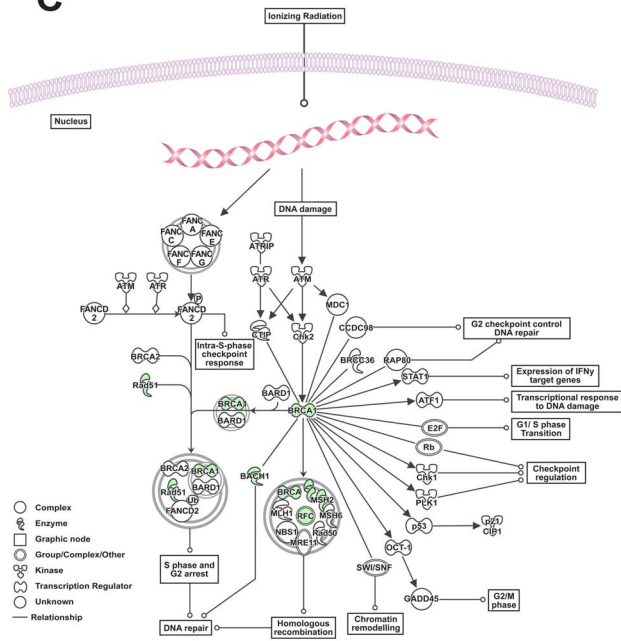 C
Ionizing Radiation
Nucleus
DNA damage
FANC
A
FANC
C
FANC
E
FANC
F
FANC
G
ATRIP
ATM
ATR
ATR
ATM
MDC1
P
FANCD
2
FANCD
2
CTIP
Chk2
CCDC98
G2 checkpoint control
DNA repair
Intra-S-phase
checkpoint
response
BRCA2
BRCC36
RAP80
STAT1
Expression of IFNγ
target genes
Rad51
BARD1
BRCA1
BARD1
BRCA1
ATF1
Transcriptional response
to DNA damage
E2F
G1/ S phase
Transition
Rb
BRCA2
BRCA1
BARD1
Rad51
Ub
FANCD2
BACH1
BRCA
MSH2
MLH1
RFC
MSH6
NBS1
Rad50
MRE11
Chk1
Checkpoint
regulation
PLK1
p53
p21
CIP1
OCT-1
SWI/SNF
GADD45
G2/M
phase
S phase and
G2 arrest
DNA repair
Homologous
recombination
Chromatin
remodelling
Complex
Enzyme
Graphic node
Group/Complex/Other
Kinase
Transcription Regulator
Unknown
Relationship